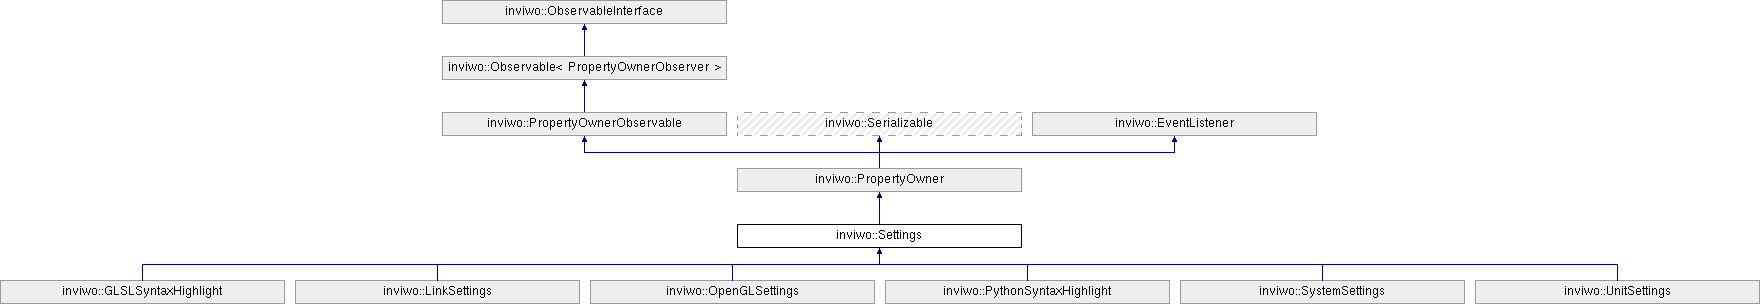 inviwo::ObservableInterface
inviwo::Observable< PropertyOwnerObserver >
inviwo::PropertyOwnerObservable
inviwo::Serializable
inviwo::EventListener
inviwo::PropertyOwner
inviwo::Settings
inviwo::GLSLSyntaxHighlight
inviwo::LinkSettings
inviwo::OpenGLSettings
inviwo::PythonSyntaxHighlight
inviwo::SystemSettings
inviwo::UnitSettings